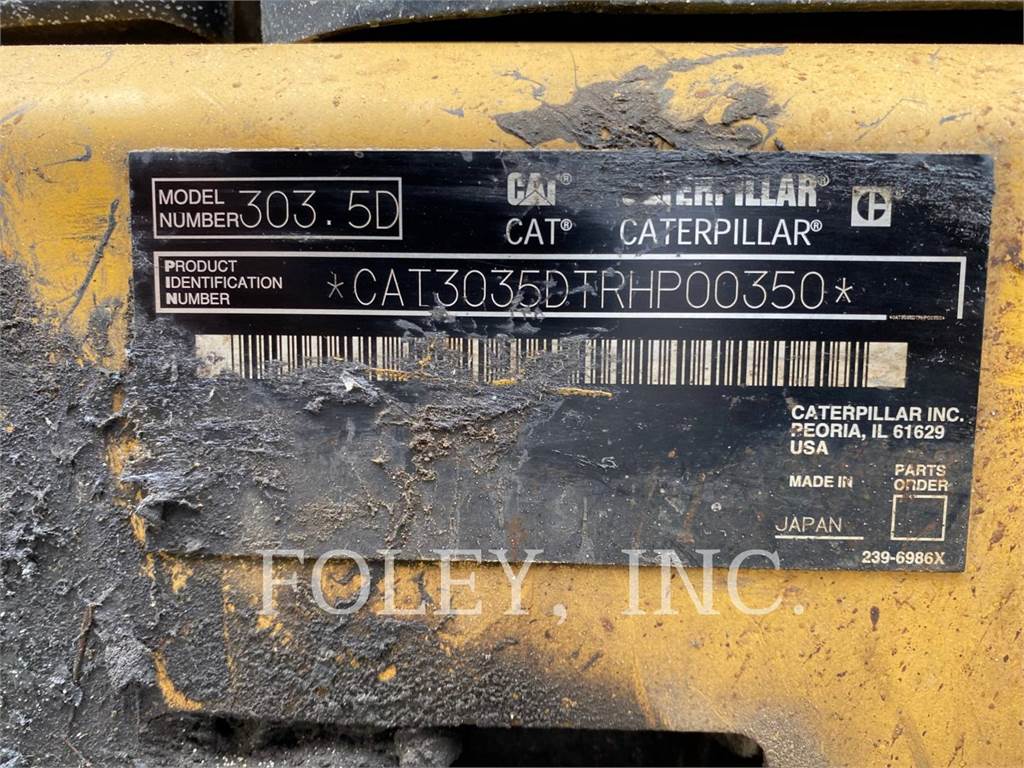 MODEL NUMBER 303.5D
CAT® CATERPILLAR®
CAT® CATERPILLAR®
PRODUCT
IDENTIFICATION
NUMBER
*CAT3035DTRHP00350*
*CAT3035DTRHP00350*
CATERPILLAR INC.
PEORIA, IL 61629
USA
MADE IN
JAPAN
PARTS
ORDER
239-6986X
FOLEY, INC.